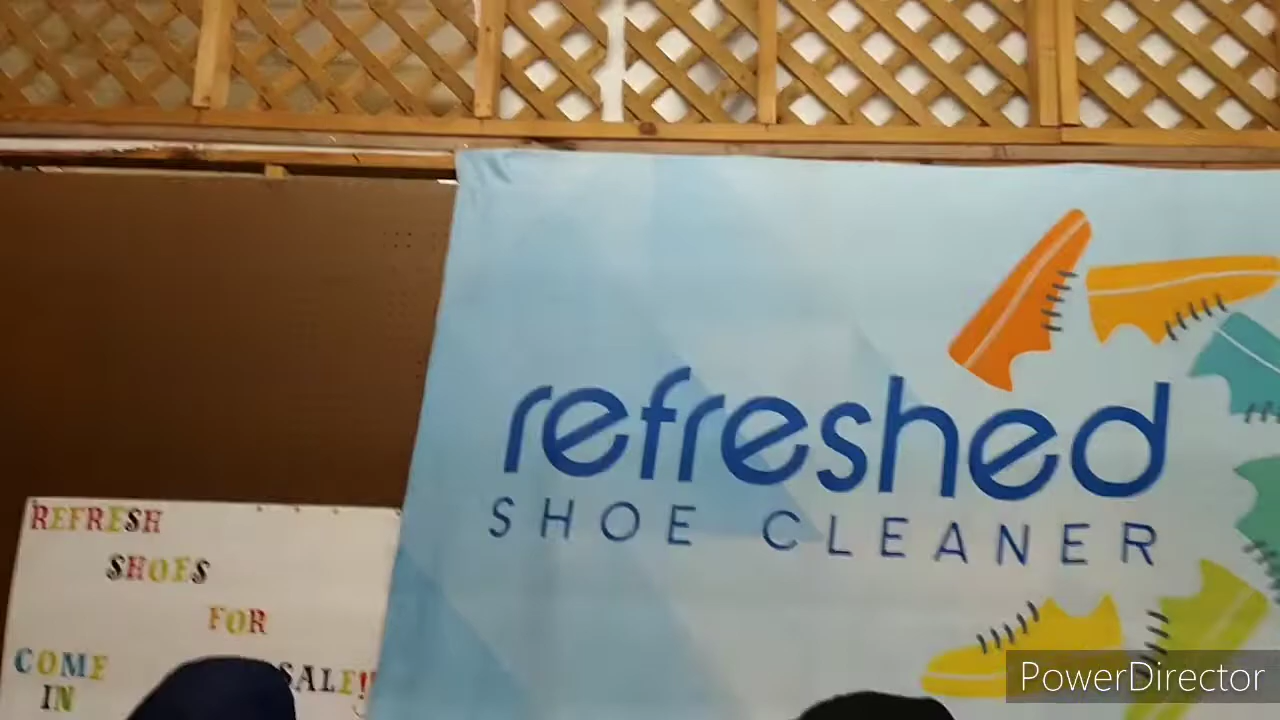 refreshed
SHOE CLEANER
REFRESH
SHOES
FOR
SALE!!
COME
IN
PowerDirector